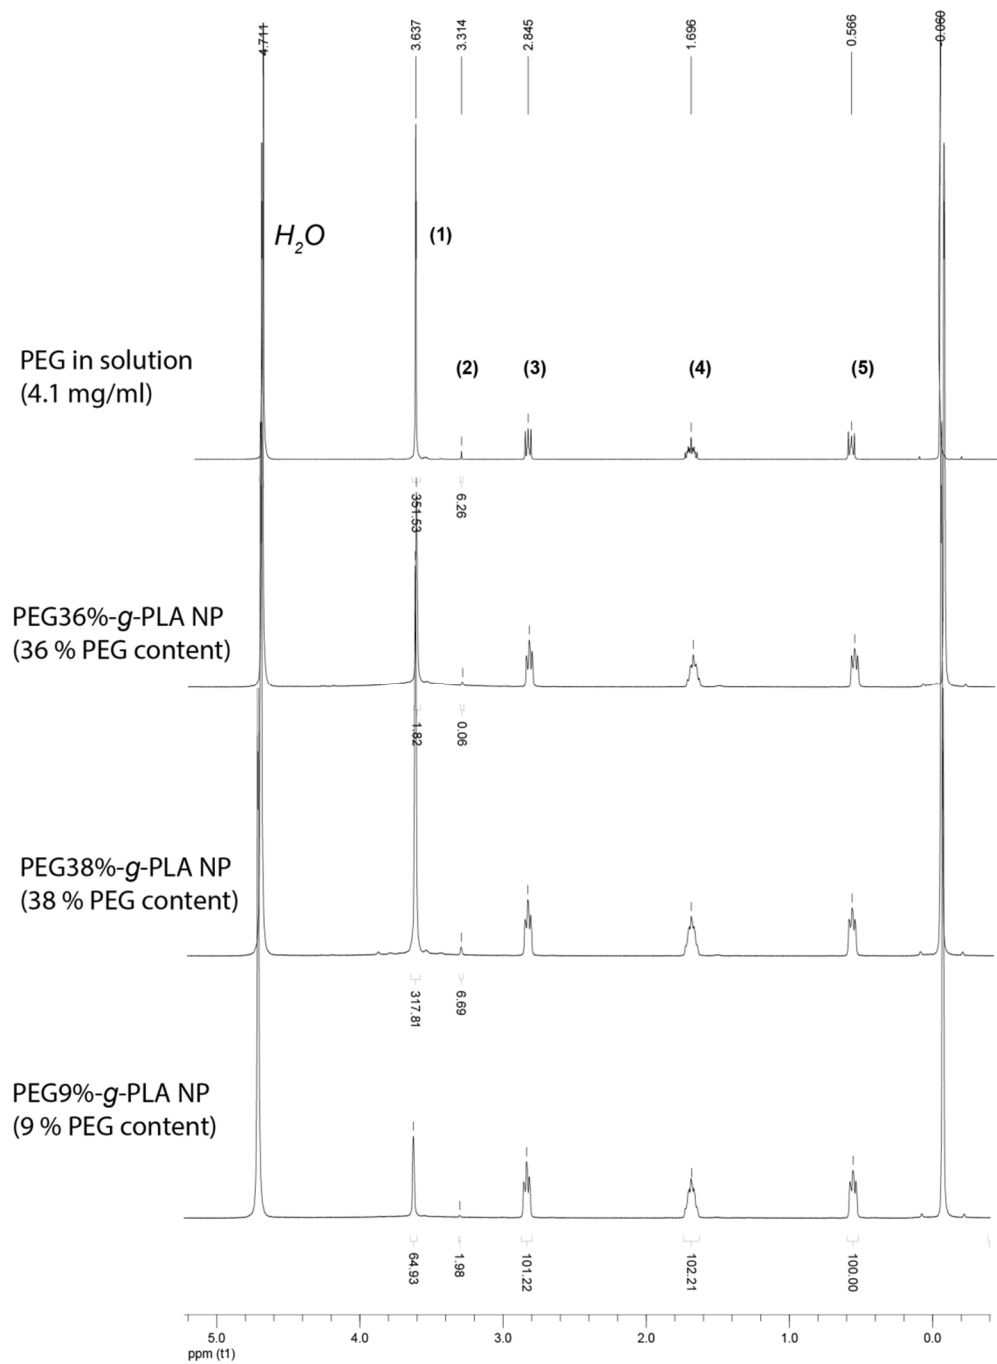 4.711
3.637
3.314
2.845
1.696
0.566
-0.0060
H₂O
(1)
PEG in solution
(4.1 mg/ml)
(2)
(3)
(4)
(5)
351.53
6.26
PEG36%-g-PLA NP
(36 % PEG content)
1.82
0.06
PEG38%-g-PLA NP
(38 % PEG content)
317.81
6.69
PEG9%-g-PLA NP
(9 % PEG content)
64.93
1.98
101.22
102.21
100.00
5.0
4.0
3.0
2.0
1.0
0.0
ppm (t1)